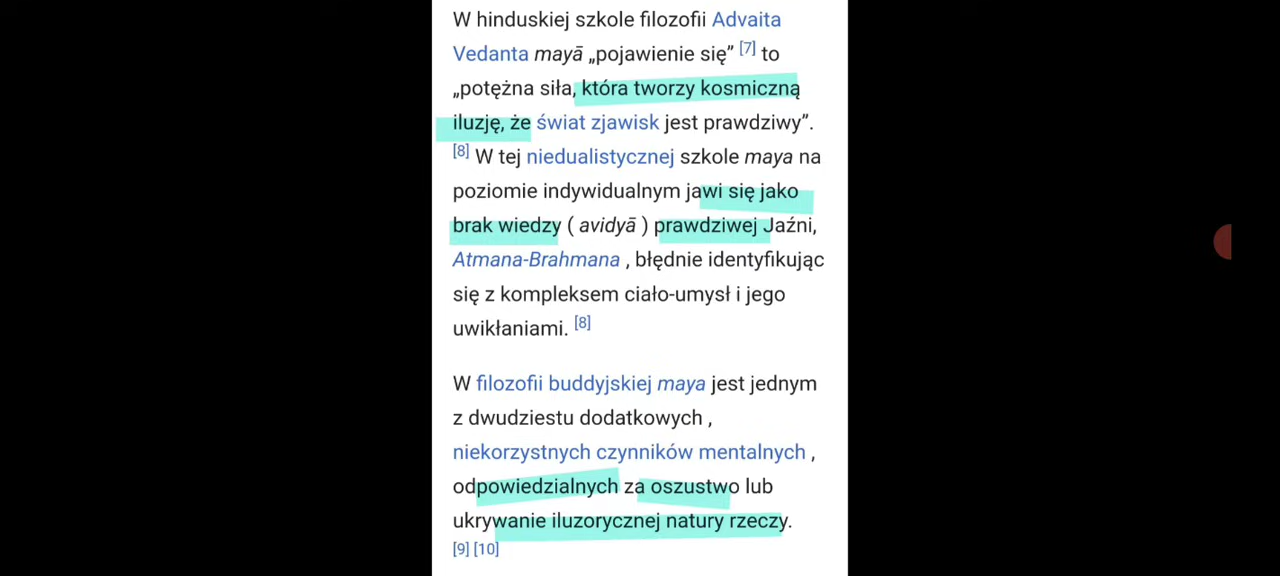 W hinduskiej szkole filozofii Advaita
Vedanta mayā „pojawienie się” [7] to
„potężna siła, która tworzy kosmiczną
iluzję, że świat zjawisk jest prawdziwy”.
[8] W tej niedualistycznej szkole maya na
poziomie indywidualnym jawi się jako
brak wiedzy ( avidyā ) prawdziwej Jaźni,
Atmana-Brahmana , błędnie identyfikując
się z kompleksem ciało-umysł i jego
uwikłaniami. [8]
W filozofii buddyjskiej maya jest jednym
z dwudziestu dodatkowych ,
niekorzystnych czynników mentalnych ,
odpowiedzialnych za oszustwo lub
ukrywanie iluzorycznej natury rzeczy.
[9] [10]